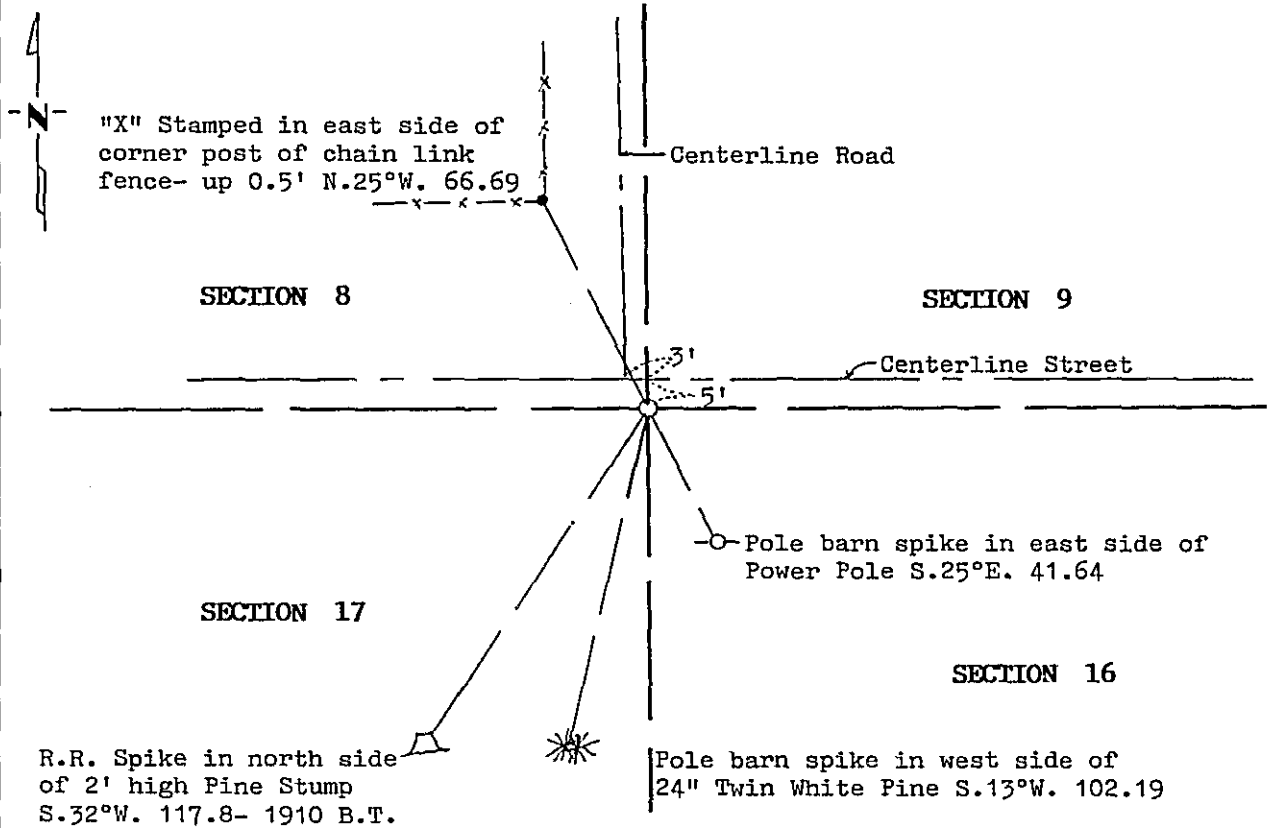 N
"X" Stamped in east side of
corner post of chain link
fence- up 0.5' N.25°W. 66.69
Centerline Road
SECTION 8
SECTION 9
3'
Centerline Street
5'
Pole barn spike in east side of
Power Pole S.25°E. 41.64
SECTION 17
SECTION 16
R.R. Spike in north side
of 2' high Pine Stump
S.32°W. 117.8- 1910 B.T.
Pole barn spike in west side of
24" Twin White Pine S.13°W. 102.19